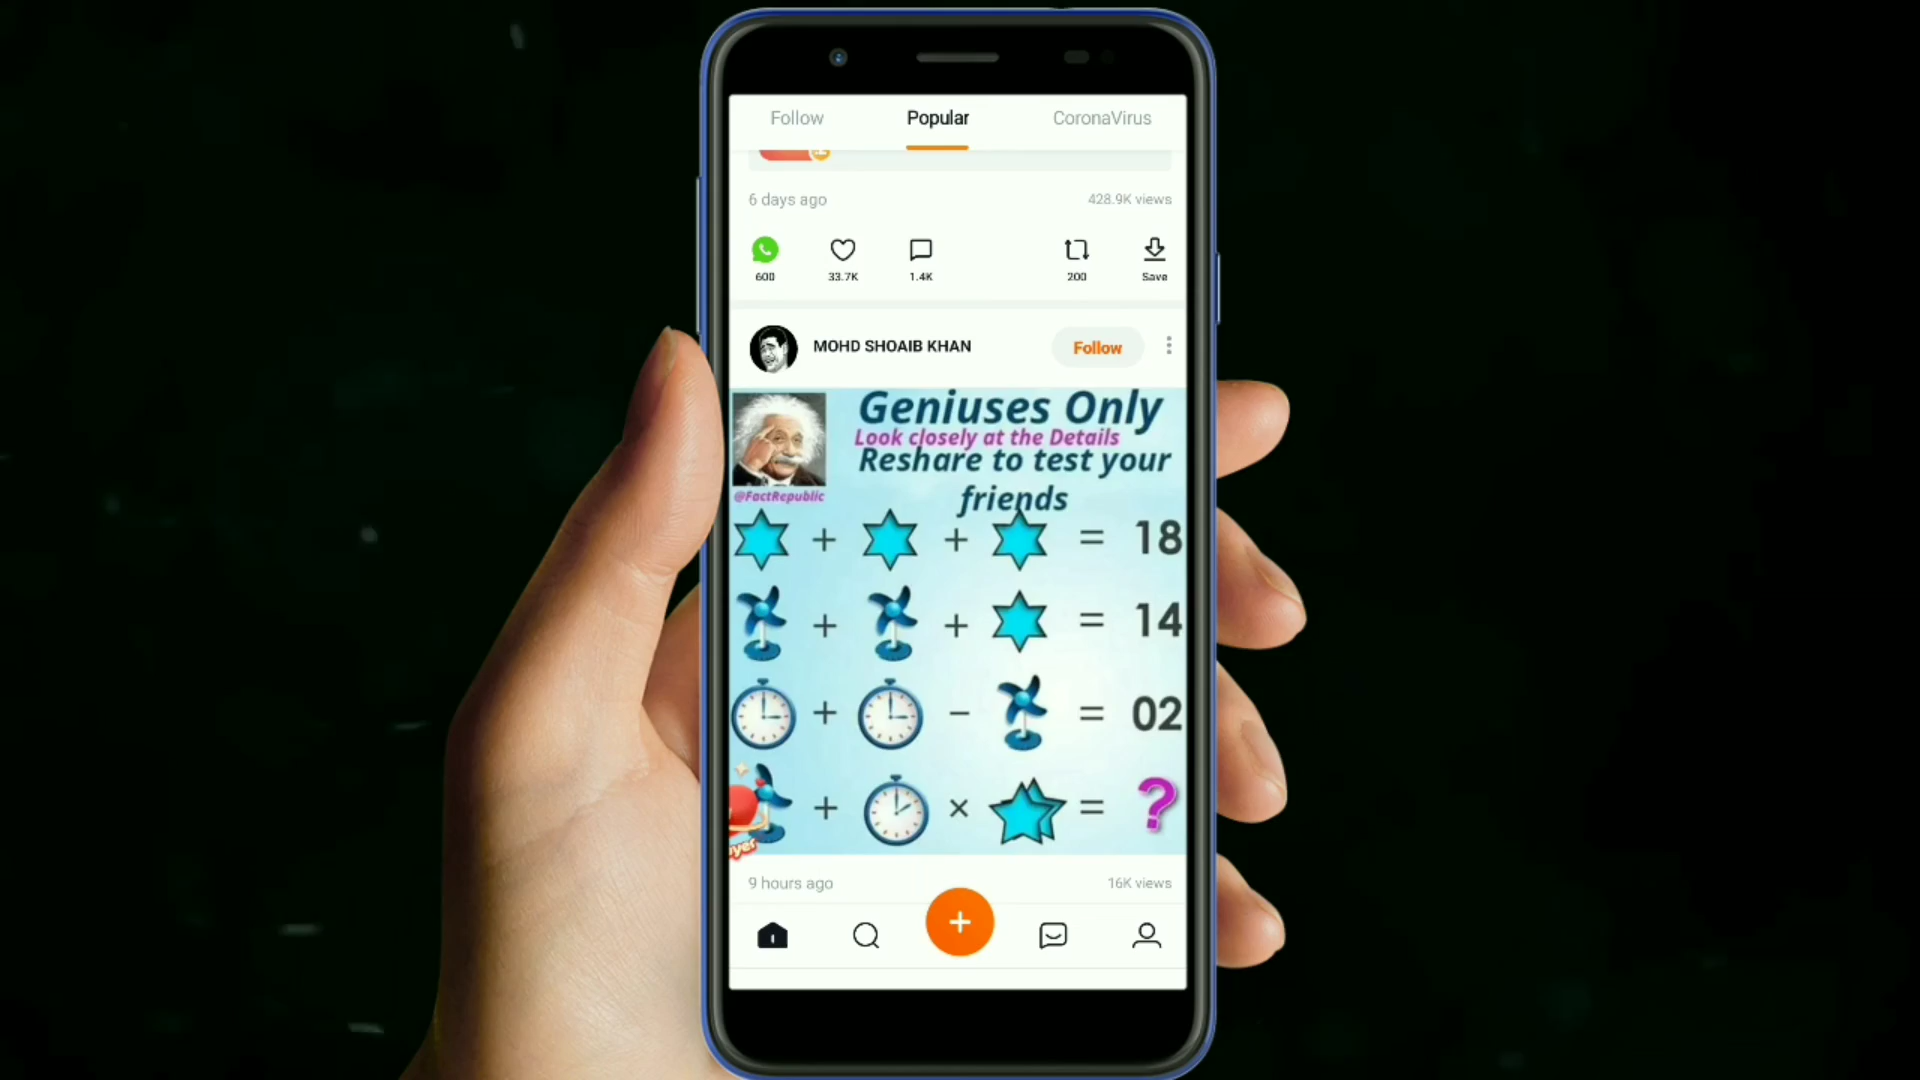 Follow Popular CoronaVirus
6 days ago 428.9K views
600 33.7K 1.4K 200 Save
MOHD SHOAIB KHAN Follow
Geniuses Only
Look closely at the Details
Reshare to test your
friends
@FactRepublic
+ + = 18
+ + = 14
+ − = 02
+ × = ?
9 hours ago 16K views